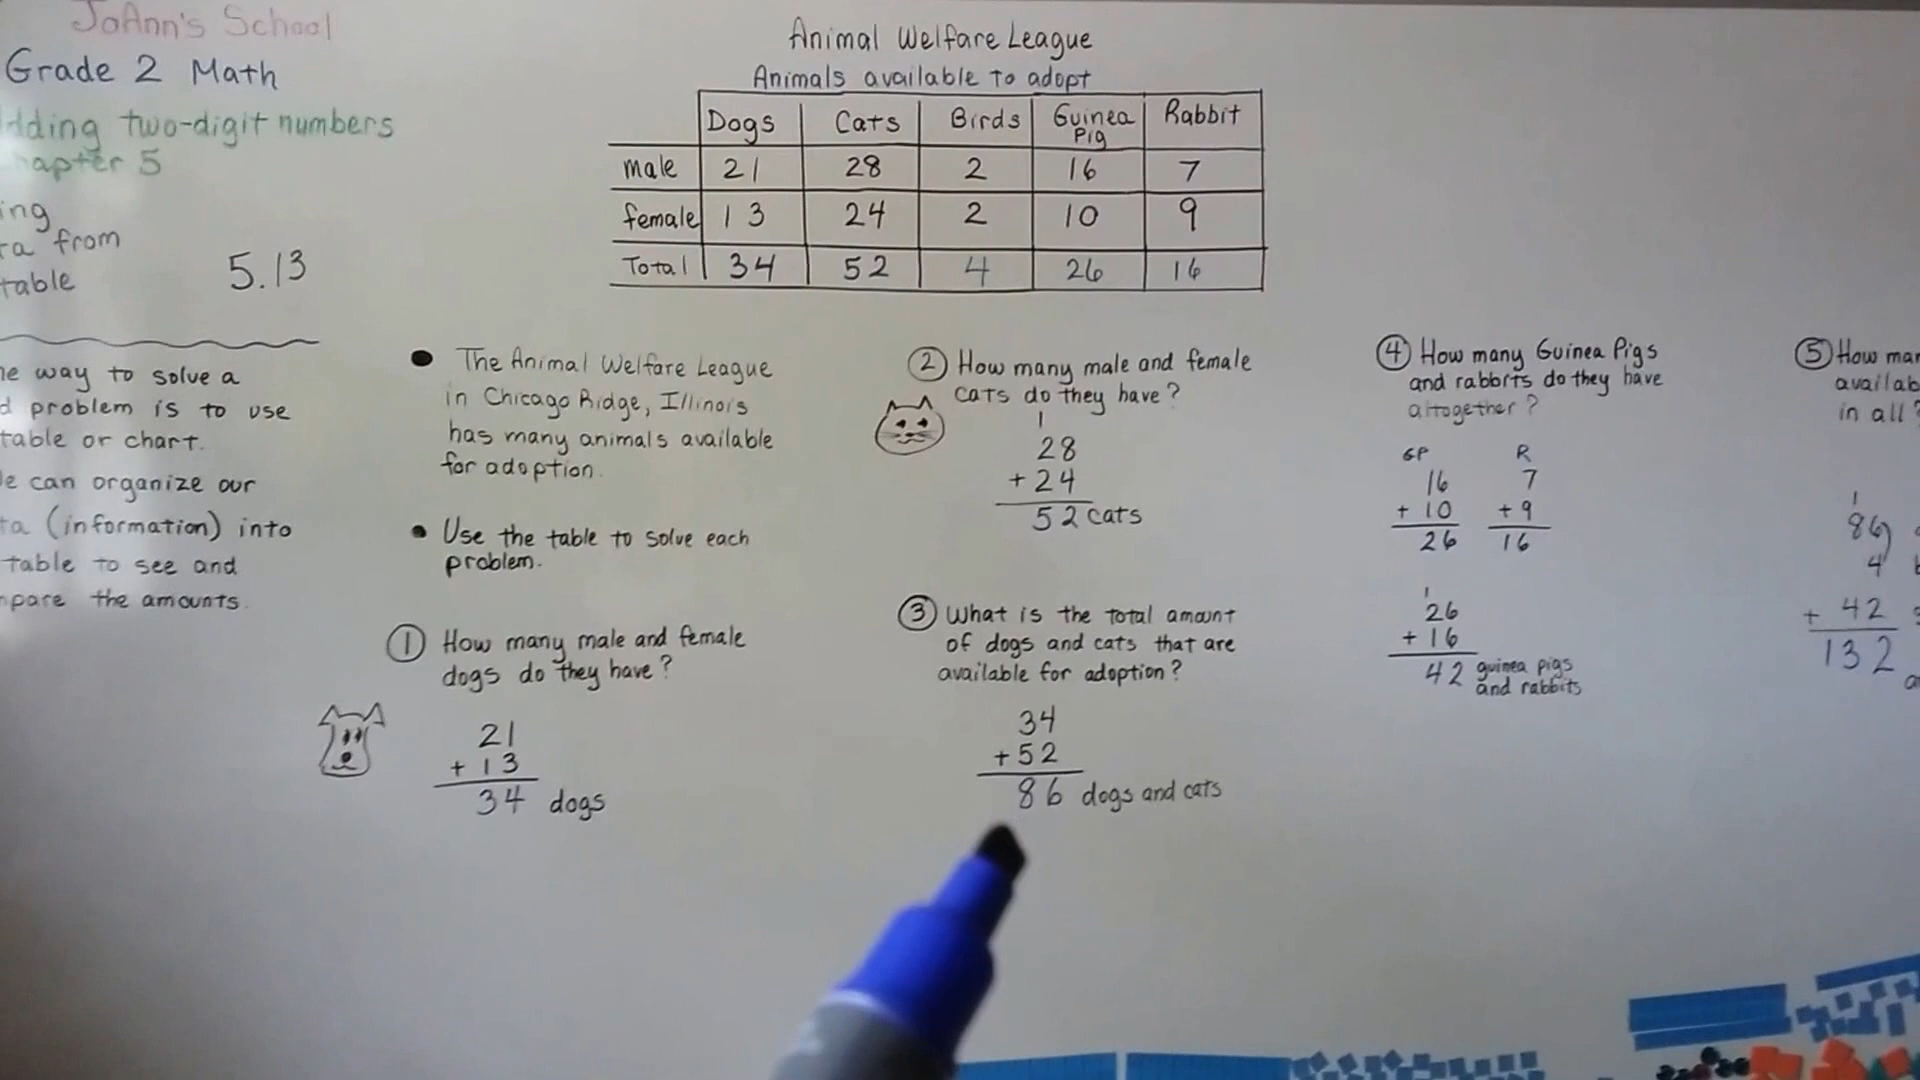 JoAnn's School
Grade 2 Math
dding two-digit numbers
apter 5
ing
ta from
table
5.13
way to solve a
problem is to use
table or chart.
can organize our
ta (information) into
table to see and
the amounts.
Animal Welfare League
Animals available to adopt
Dogs Cats Birds Guinea Pig Rabbit
male 21 28 2 16 7
female 13 24 2 10 9
Total 34 52 4 26 16
• The Animal Welfare League
in Chicago Ridge, Illinois
has many animals available
for adoption.
• Use the table to solve each
problem.
① How many male and female
dogs do they have?
21
+ 13
34 dogs
② How many male and female
cats do they have?
1
28
+ 24
52 cats
③ What is the total amount
of dogs and cats that are
available for adoption?
34
+ 52
86 dogs and cats
④ How many Guinea Pigs
and rabbits do they have
altogether?
GP R
16 7
+ 10 + 9
26 16
1
26
+ 16
42 guinea pigs
and rabbits
⑤ How
availab
in all?
1
86
4
+ 42
132